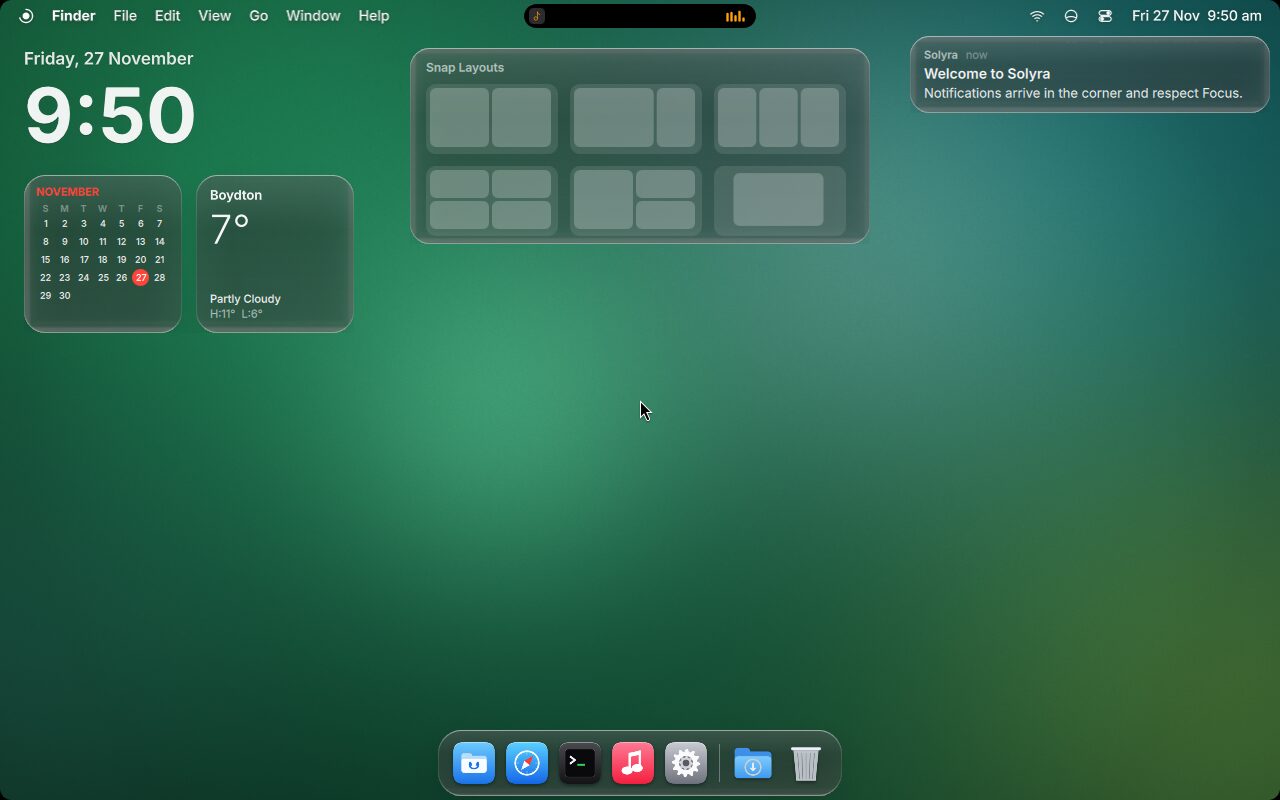 Finder File Edit View Go Window Help
Fri 27 Nov 9:50 am
Friday, 27 November
9:50
NOVEMBER
S M T W T F S
1 2 3 4 5 6 7
8 9 10 11 12 13 14
15 16 17 18 19 20 21
22 23 24 25 26 27 28
29 30
Boydton
7°
Partly Cloudy
H:11° L:6°
Snap Layouts
Solyra now
Welcome to Solyra
Notifications arrive in the corner and respect Focus.